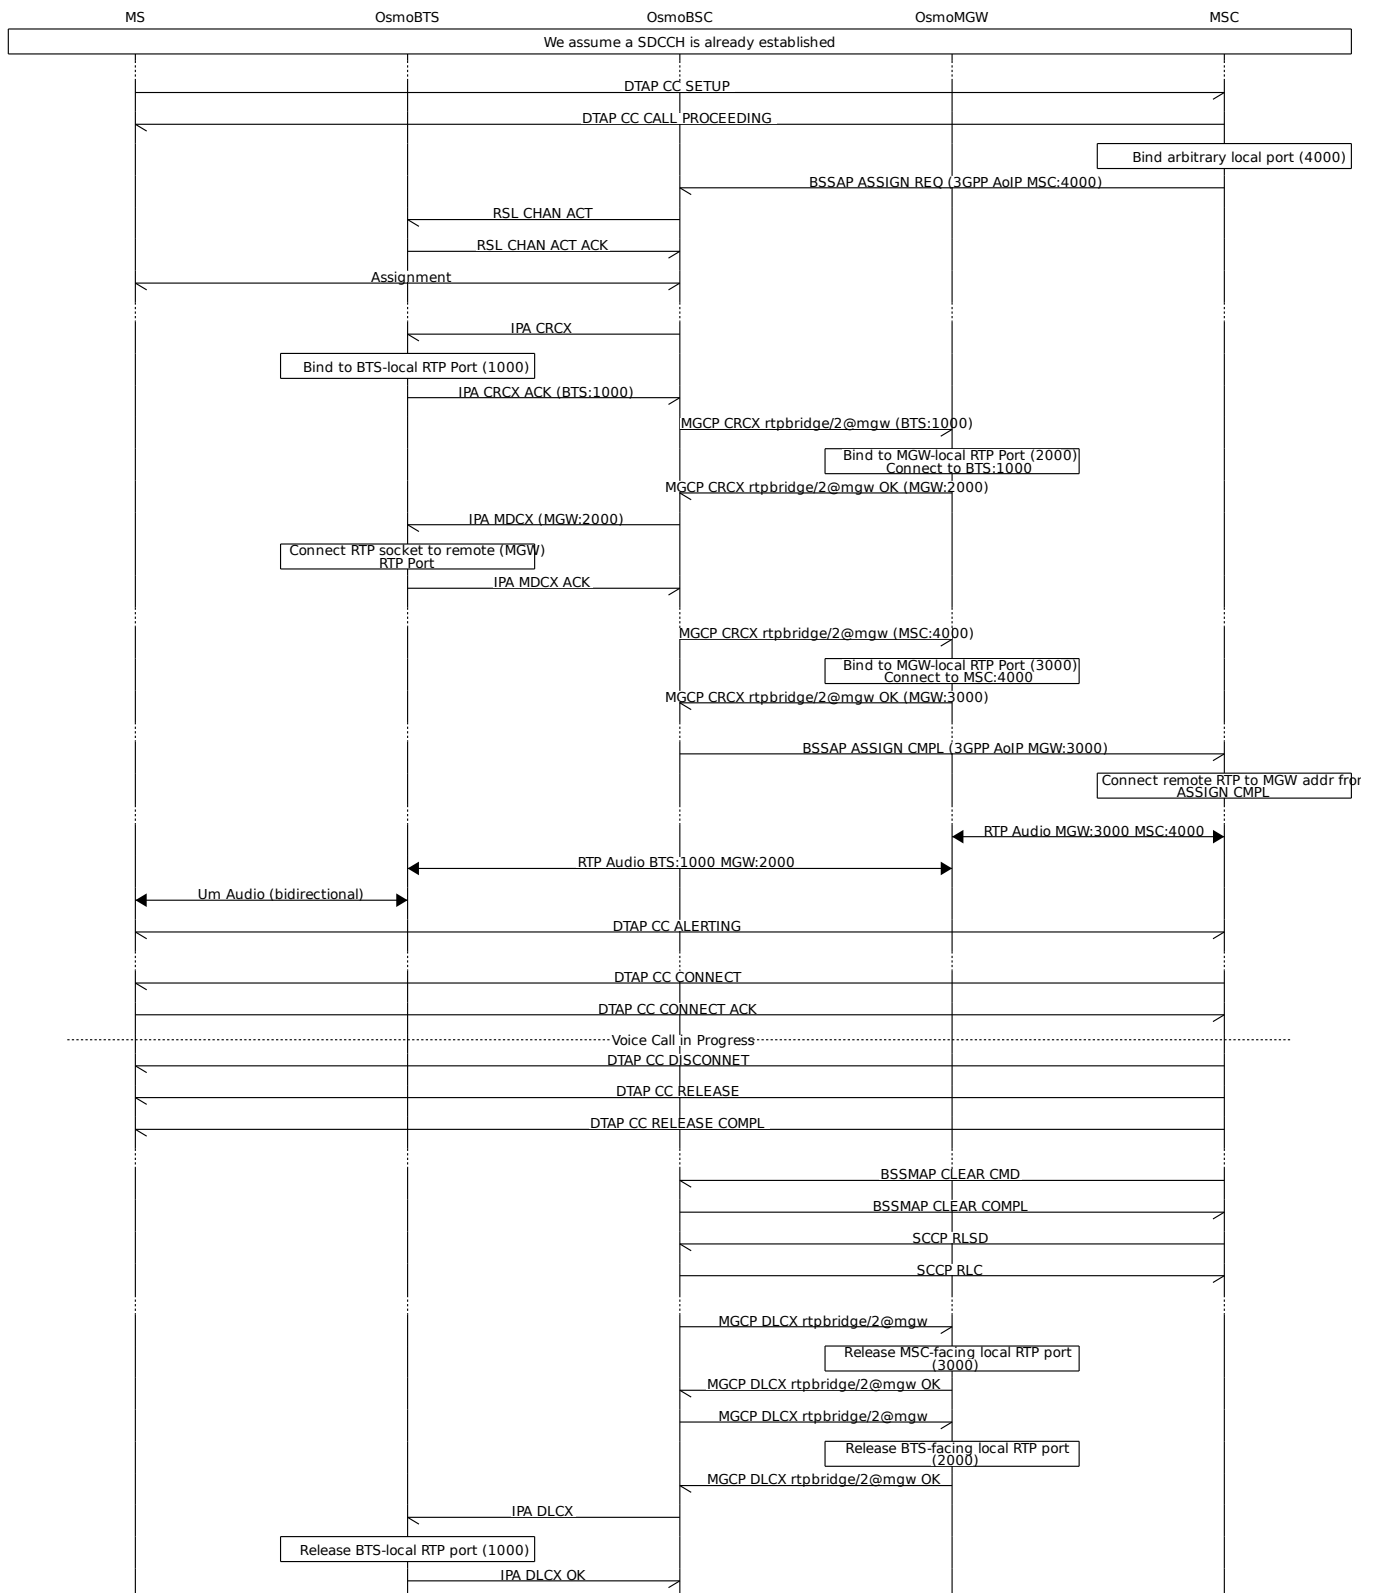 MS OsmoBTS OsmoBSC OsmoMGW MSC
We assume a SDCCH is already established
DTAP CC SETUP
DTAP CC CALL PROCEEDING
Bind arbitrary local port (4000)
BSSAP ASSIGN REQ (3GPP AoIP MSC:4000)
RSL CHAN ACT
RSL CHAN ACT ACK
Assignment
IPA CRCX
Bind to BTS-local RTP Port (1000)
IPA CRCX ACK (BTS:1000)
MGCP CRCX rtpbridge/2@mgw (BTS:1000)
Bind to MGW-local RTP Port (2000)
Connect to BTS:1000
MGCP CRCX rtpbridge/2@mgw OK (MGW:2000)
IPA MDCX (MGW:2000)
Connect RTP socket to remote (MGW)
RTP Port
IPA MDCX ACK
MGCP CRCX rtpbridge/2@mgw (MSC:4000)
Bind to MGW-local RTP Port (3000)
Connect to MSC:4000
MGCP CRCX rtpbridge/2@mgw OK (MGW:3000)
BSSAP ASSIGN CMPL (3GPP AoIP MGW:3000)
Connect remote RTP to MGW addr fror
ASSIGN CMPL
RTP Audio MGW:3000 MSC:4000
RTP Audio BTS:1000 MGW:2000
Um Audio (bidirectional)
DTAP CC ALERTING
DTAP CC CONNECT
DTAP CC CONNECT ACK
Voice Call in Progress
DTAP CC DISCONNET
DTAP CC RELEASE
DTAP CC RELEASE COMPL
BSSMAP CLEAR CMD
BSSMAP CLEAR COMPL
SCCP RLSD
SCCP RLC
MGCP DLCX rtpbridge/2@mgw
Release MSC-facing local RTP port
(3000)
MGCP DLCX rtpbridge/2@mgw OK
MGCP DLCX rtpbridge/2@mgw
Release BTS-facing local RTP port
(2000)
MGCP DLCX rtpbridge/2@mgw OK
IPA DLCX
Release BTS-local RTP port (1000)
IPA DLCX OK